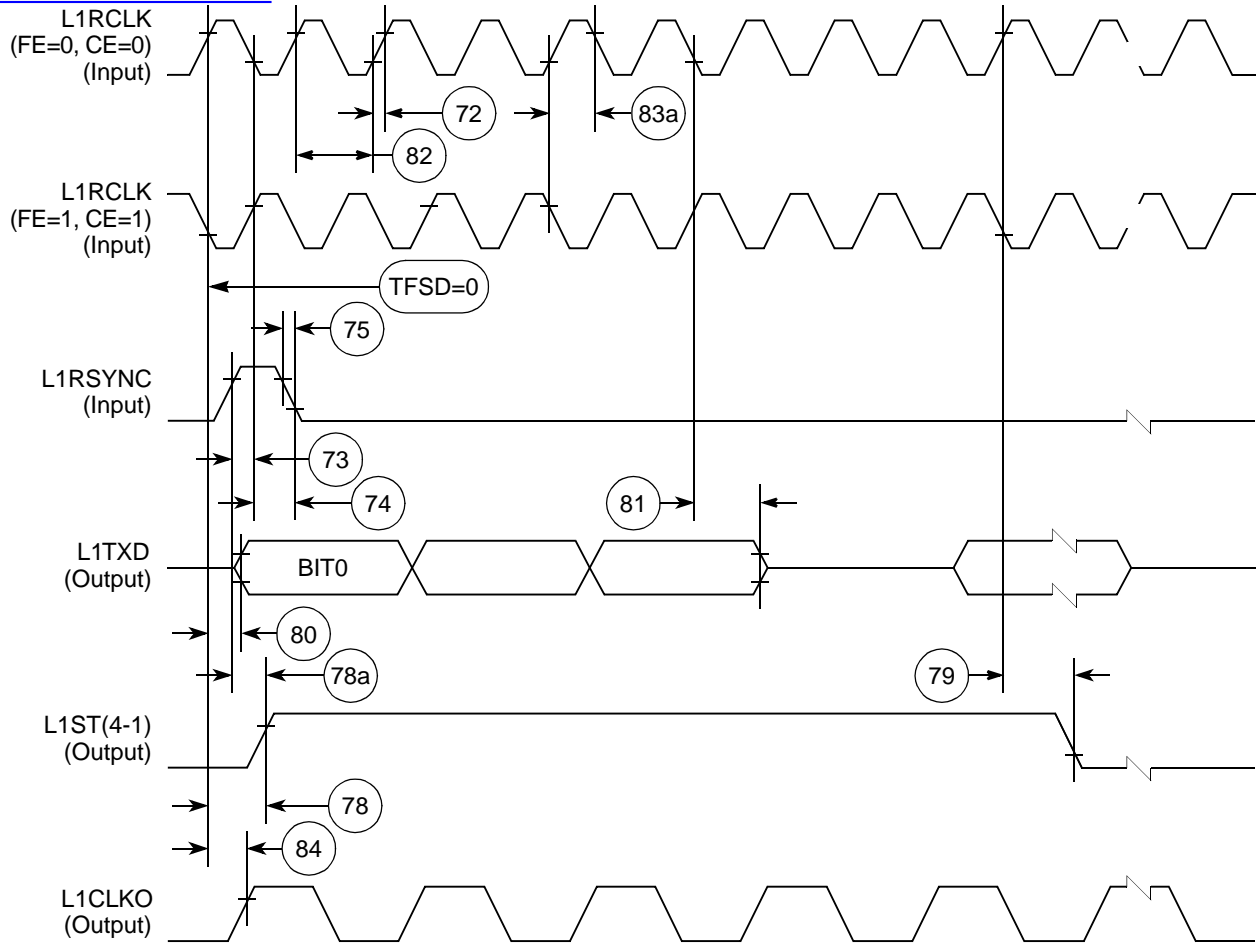 L1RCLK
(FE=0, CE=0)
(Input)
72
83a
82
L1RCLK
(FE=1, CE=1)
(Input)
TFSD=0
75
L1RSYNC
(Input)
73
74
81
L1TXD
(Output)
BIT0
80
78a
79
L1ST(4-1)
(Output)
78
84
L1CLKO
(Output)